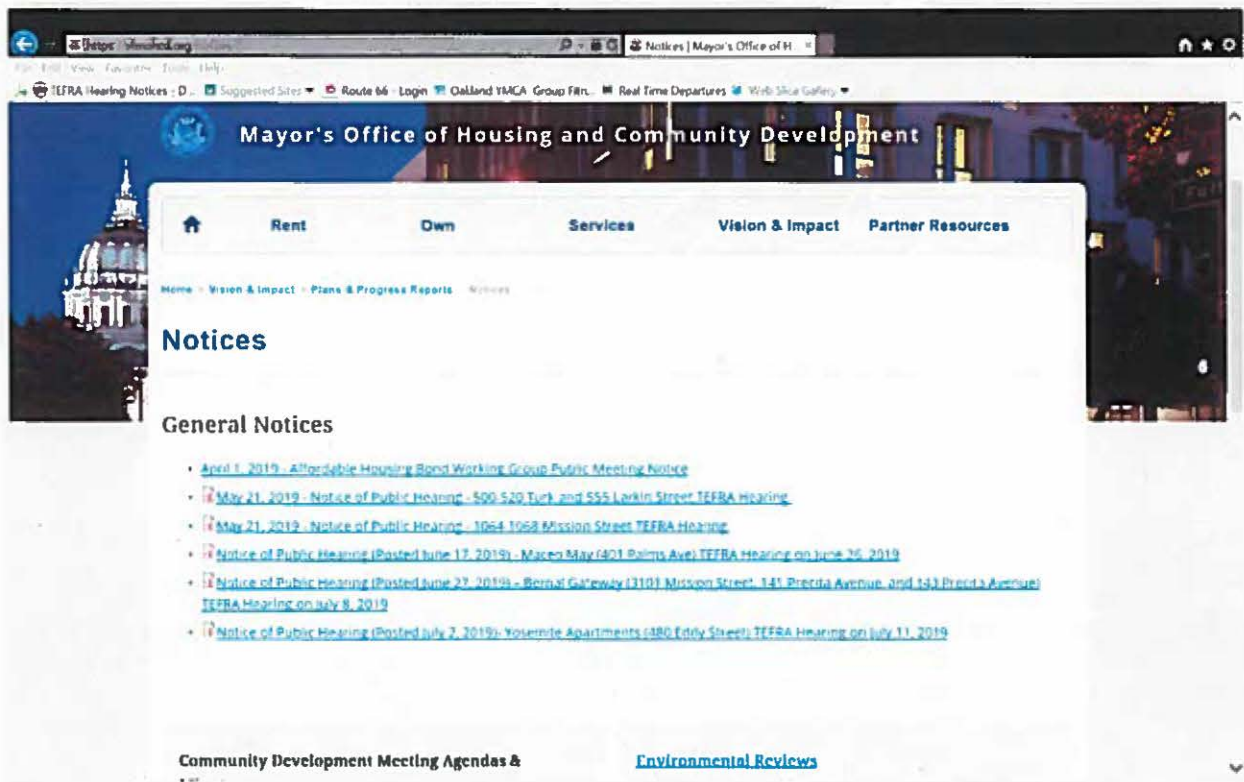 Notices | Mayor's Office of H...
View Favorites Tools Help
TEFRA Hearing Notices - D... Suggested Sites Route 66 - Login Oakland YMCA Group Fitn... Real Time Departures Web Slice Gallery
Mayor's Office of Housing and Community Development
Rent Own Services Vision & Impact Partner Resources
Home > Vision & Impact > Plans & Progress Reports > Notices
Notices
General Notices
• April 1, 2019 - Affordable Housing Bond Working Group Public Meeting Notice
• May 21, 2019 - Notice of Public Hearing - 500-520 Turk and 555 Larkin Street TEFRA Hearing
• May 21, 2019 - Notice of Public Hearing - 1064-1068 Mission Street TEFRA Hearing
• Notice of Public Hearing (Posted June 17, 2019) - Maceo May (401 Palms Ave) TEFRA Hearing on June 26, 2019
• Notice of Public Hearing (Posted June 27, 2019) - Bernal Gateway (3101 Mission Street, 141 Precita Avenue, and 143 Precita Avenue)
TEFRA Hearing on July 8, 2019
• Notice of Public Hearing (Posted July 2, 2019)- Yosemite Apartments (480 Eddy Street) TEFRA Hearing on July 11, 2019
Community Development Meeting Agendas & Environmental Reviews